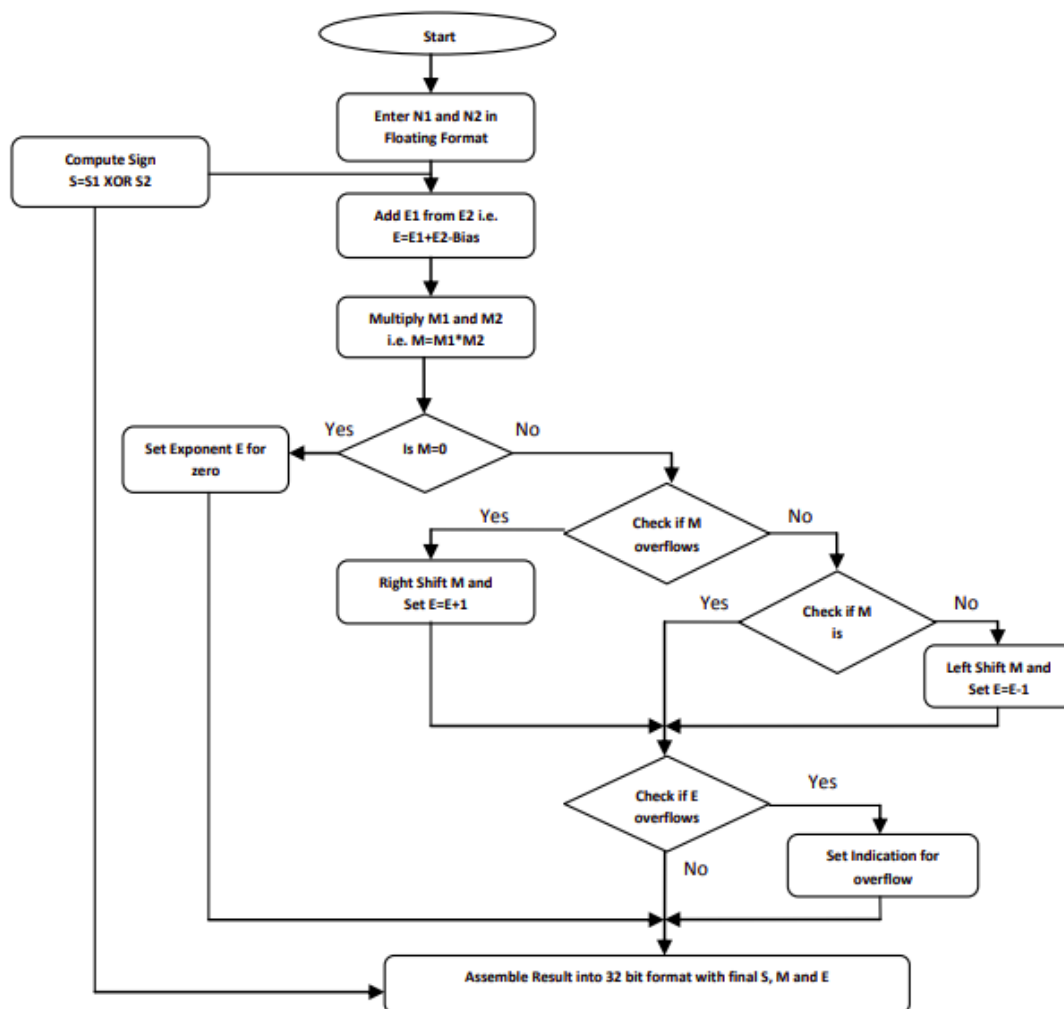 Start
Enter N1 and N2 in
Floating Format
Compute Sign
S=S1 XOR S2
Add E1 from E2 i.e.
E=E1+E2-Bias
Multiply M1 and M2
i.e. M=M1*M2
Yes
No
Is M=0
Set Exponent E for
zero
Yes
No
Check if M
overflows
Right Shift M and
Set E=E+1
Yes
No
Check if M
is
Left Shift M and
Set E=E-1
Check if E
overflows
Yes
No
Set Indication for
overflow
Assemble Result into 32 bit format with final S, M and E